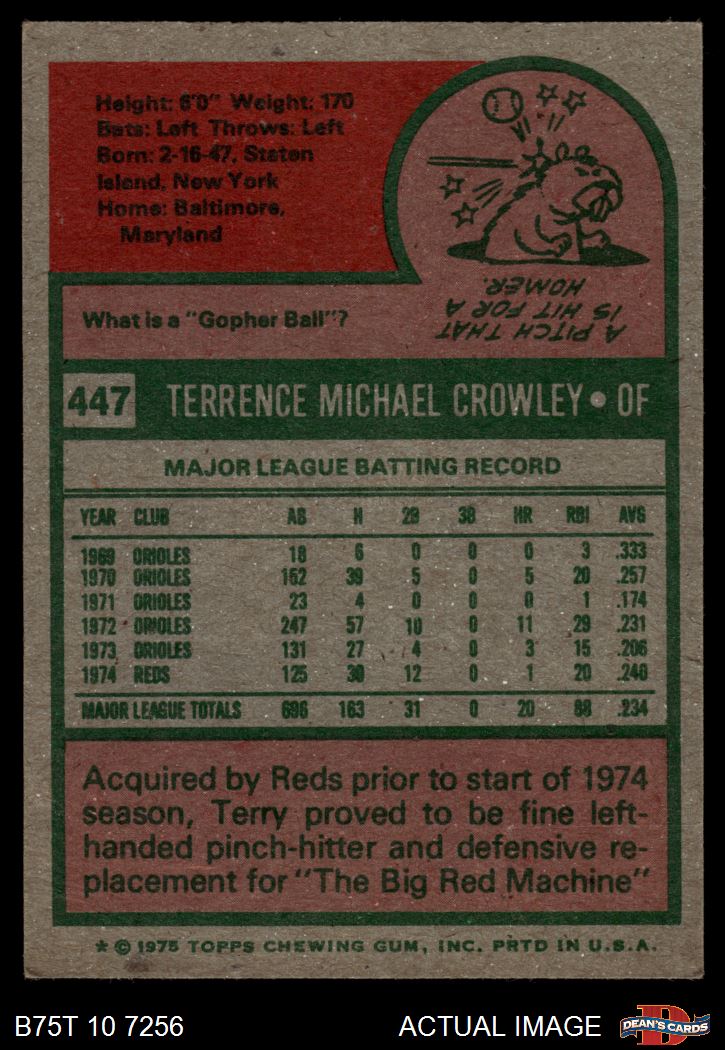 Height: 6'0" Weight: 170
Bats: Left Throws: Left
Born: 2-16-47, Staten
Island, New York
Home: Baltimore,
Maryland
What is a "Gopher Ball"?
A PITCH THAT
IS HIT FOR A
HOMER.
447 TERRENCE MICHAEL CROWLEY • OF
MAJOR LEAGUE BATTING RECORD
YEAR CLUB AB H 2B 3B HR RBI AVG
1969 ORIOLES 18 6 0 0 0 3 .333
1970 ORIOLES 152 39 5 0 5 20 .257
1971 ORIOLES 23 4 0 0 0 1 .174
1972 ORIOLES 247 57 10 0 11 29 .231
1973 ORIOLES 131 27 4 0 3 15 .206
1974 REDS 125 30 12 0 1 20 .240
MAJOR LEAGUE TOTALS 696 163 31 0 20 88 .234
Acquired by Reds prior to start of 1974
season, Terry proved to be fine left-
handed pinch-hitter and defensive re-
placement for "The Big Red Machine"
* © 1975 TOPPS CHEWING GUM, INC. PRTD IN U.S.A.
B75T 10 7256 ACTUAL IMAGE DEAN'S CARDS